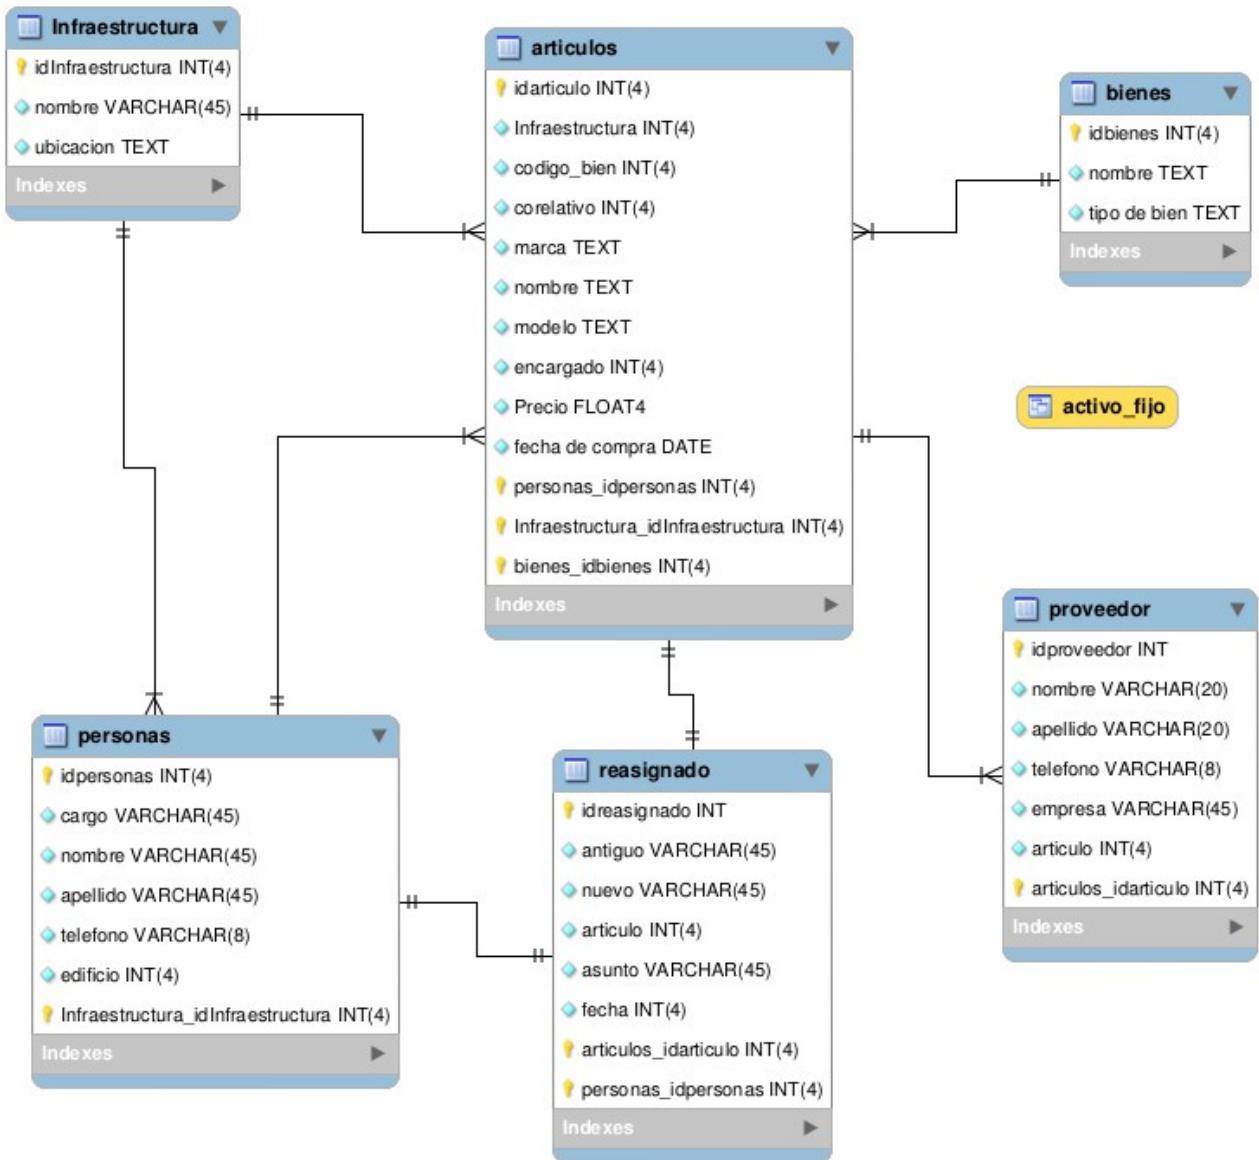 Infraestructura
idInfraestructura INT(4)
nombre VARCHAR(45)
ubicacion TEXT
Indexes
articulos
idarticulo INT(4)
Infraestructura INT(4)
codigo_bien INT(4)
corelativo INT(4)
marca TEXT
nombre TEXT
modelo TEXT
encargado INT(4)
Precio FLOAT4
fecha de compra DATE
personas_idpersonas INT(4)
Infraestructura_idInfraestructura INT(4)
bienes_idbienes INT(4)
Indexes
bienes
idbienes INT(4)
nombre TEXT
tipo de bien TEXT
Indexes
activo_fijo
proveedor
idproveedor INT
nombre VARCHAR(20)
apellido VARCHAR(20)
telefono VARCHAR(8)
empresa VARCHAR(45)
articulo INT(4)
articulos_idarticulo INT(4)
Indexes
personas
idpersonas INT(4)
cargo VARCHAR(45)
nombre VARCHAR(45)
apellido VARCHAR(45)
telefono VARCHAR(8)
edificio INT(4)
Infraestructura_idInfraestructura INT(4)
Indexes
reasignado
idreasignado INT
antiguo VARCHAR(45)
nuevo VARCHAR(45)
articulo INT(4)
asunto VARCHAR(45)
fecha INT(4)
articulos_idarticulo INT(4)
personas_idpersonas INT(4)
Indexes